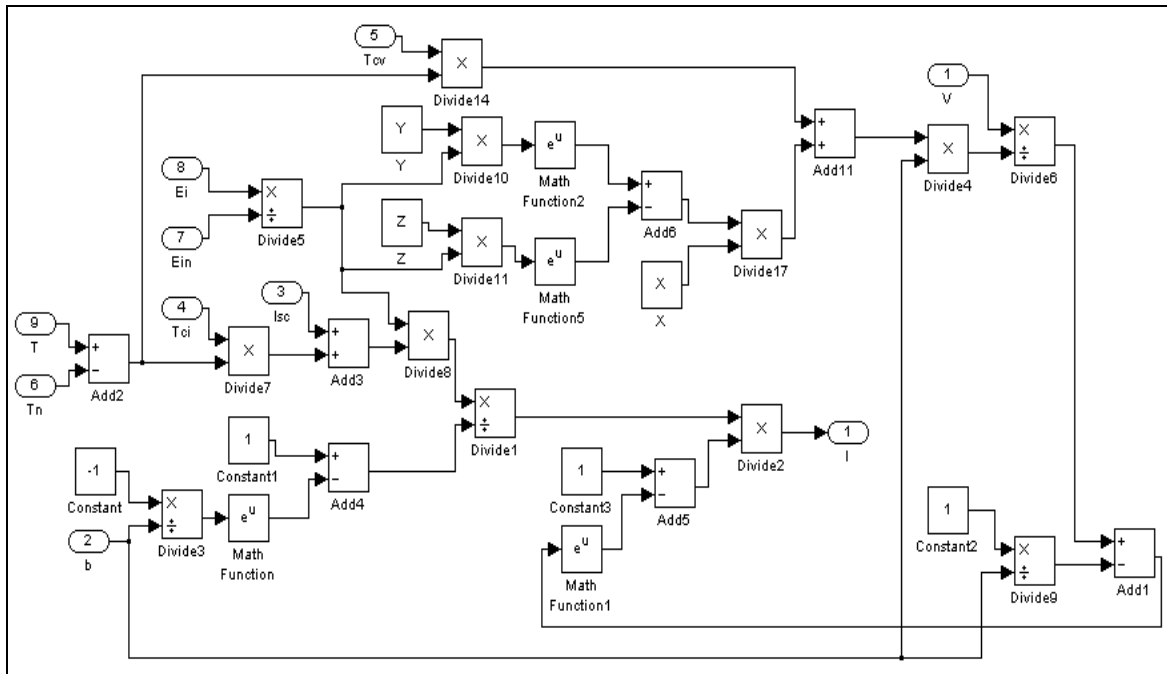 5
Tcv
X
Divide14
1
V
Y
Y
X
Divide10
e^u
Math
Function2
+
+
Add11
X
Divide4
X
÷
Divide6
8
Ei
7
Ein
X
÷
Divide5
+
−
Add6
Z
Z
X
Divide11
e^u
Math
Function5
X
Divide17
X
X
3
Isc
4
Tci
9
T
6
Tn
+
−
Add2
X
Divide7
+
+
Add3
X
Divide8
X
÷
Divide1
X
Divide2
1
I
1
Constant1
+
−
Add4
-1
Constant
X
÷
Divide3
e^u
Math
Function
2
b
1
Constant3
+
−
Add5
e^u
Math
Function1
1
Constant2
X
÷
Divide9
+
−
Add1